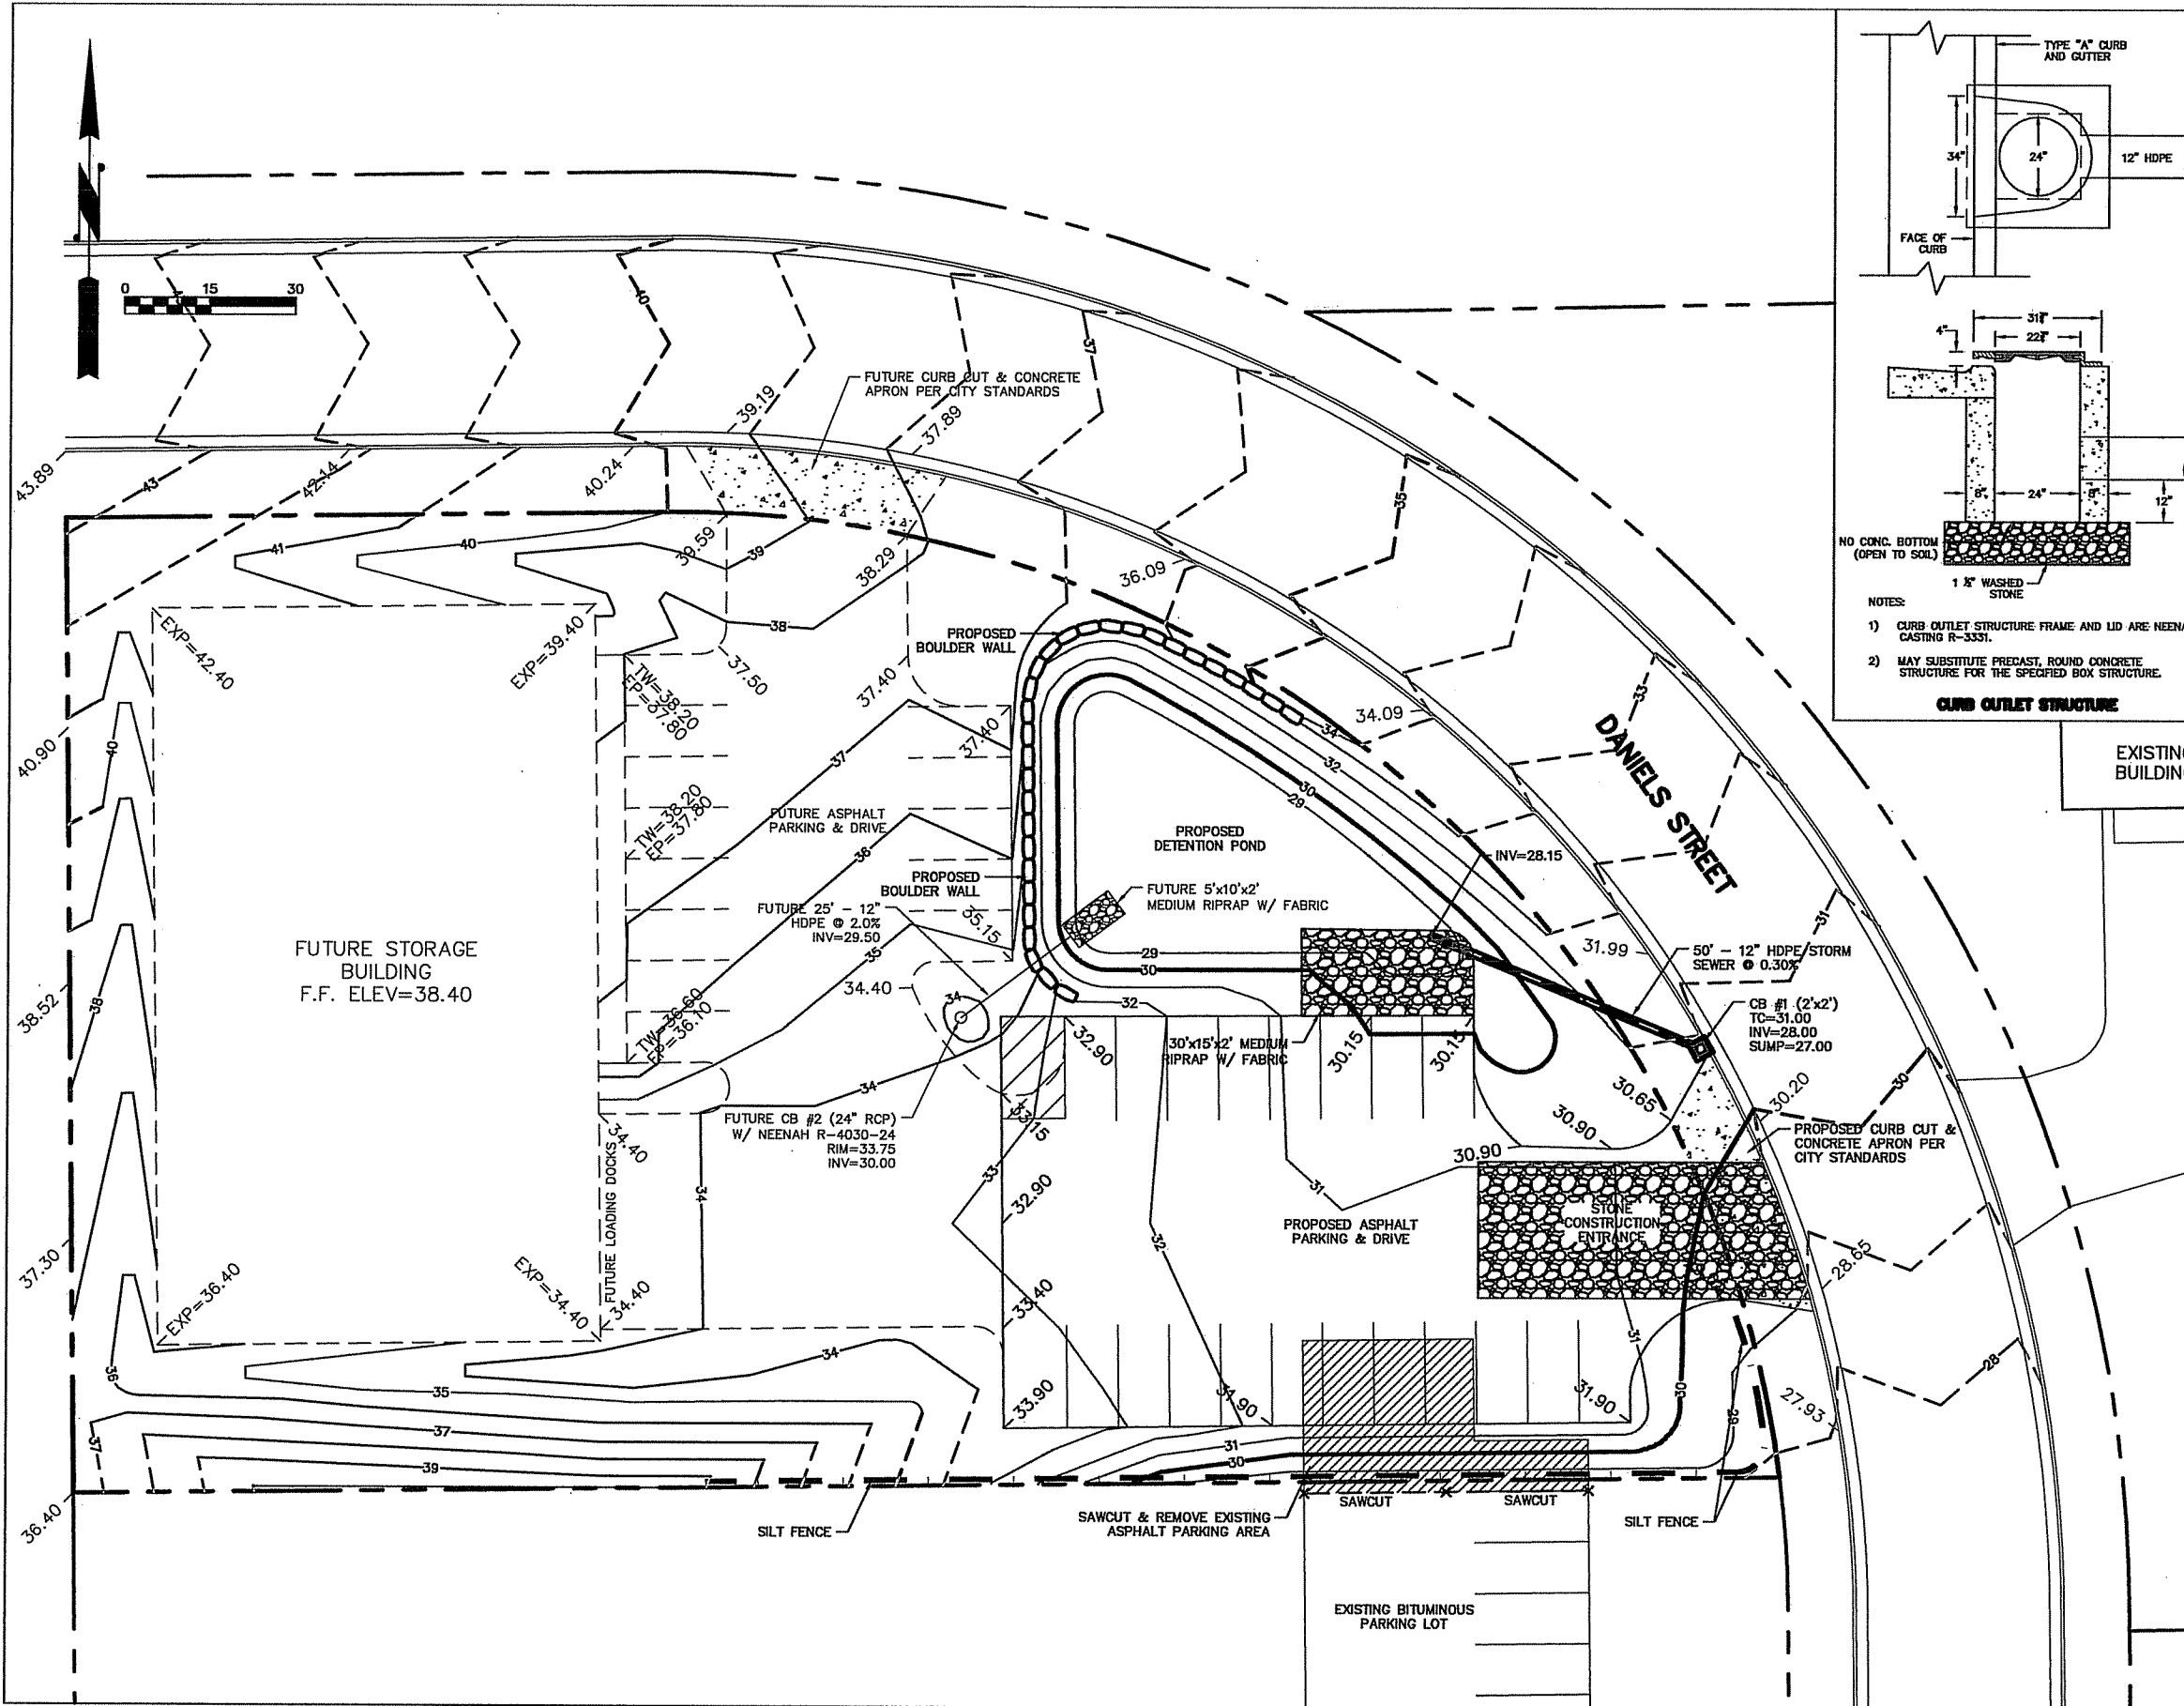 TYPE "A" CURB
AND GUTTER
34"
24"
12" HDPE
FACE OF
CURB
4"
8"
24"
8"
12"
NO CONC. BOTTOM
(OPEN TO SOIL)
WASHED
STONE
NOTES:
1) CURB OUTLET STRUCTURE FRAME AND LID ARE NEENA
CASTING R-3331.
2) MAY SUBSTITUTE PRECAST, ROUND CONCRETE
STRUCTURE FOR THE SPECIFIED BOX STRUCTURE.
CURB OUTLET STRUCTURE
EXISTING
BUILDING
N
0 15 30
40
37
35
33
31
30
28
DANIELS STREET
FUTURE CURB CUT & CONCRETE
APRON PER CITY STANDARDS
39.19
37.89
43.89
43
42.14
40.24
41
40
39.59
39
38.29
36.09
38
EXP=42.40
EXP=39.40
PROPOSED
BOULDER WALL
TW=38.20
EP=37.80
37.50
37.40
37.40
34.09
34
32
30
29
40.90
40
37
TW=38.20
EP=37.80
FUTURE ASPHALT
PARKING & DRIVE
36
PROPOSED
DETENTION POND
INV=28.15
PROPOSED
BOULDER WALL
FUTURE 5'x10'x2'
MEDIUM RIPRAP W/ FABRIC
FUTURE 25' - 12"
HDPE @ 2.0%
INV=29.50
35.15
35
FUTURE STORAGE
BUILDING
F.F. ELEV=38.40
31.99
50' - 12" HDPE/STORM
SEWER @ 0.30%
29
30
32
34.40
34
38.52
38
TW=36.60
EP=36.10
CB #1 (2'x2')
TC=31.00
INV=28.00
SUMP=27.00
32.90
30'x15'x2' MEDIUM
RIPRAP W/ FABRIC
30.15
30.15
34
30.65
30.90
30.20
FUTURE CB #2 (24" RCP)
W/ NEENAH R-4030-24
RIM=33.75
INV=30.00
33.15
34.40
30.90
PROPOSED CURB CUT &
CONCRETE APRON PER
CITY STANDARDS
34
33
32.90
31
32
PROPOSED ASPHALT
PARKING & DRIVE
STONE
CONSTRUCTION
ENTRANCE
28.65
FUTURE LOADING DOCKS
37.30
EXP=36.40
EXP=34.40
34.40
33.40
31
34
36
35
33.90
31.90
31.90
30
29
27.93
37
37
39
31
30
36.40
SILT FENCE
SAWCUT & REMOVE EXISTING
ASPHALT PARKING AREA
SAWCUT
SAWCUT
SILT FENCE
EXISTING BITUMINOUS
PARKING LOT